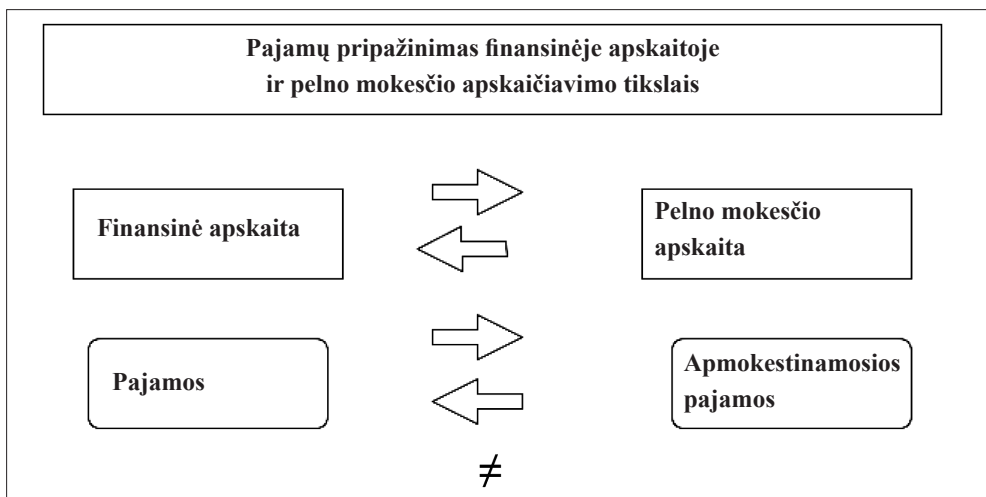 Pajamų pripažinimas finansinėje apskaitoje
ir pelno mokesčio apskaičiavimo tikslais
Finansinė apskaita
Pelno mokesčio
apskaita
Pajamos
Apmokestinamosios
pajamos
≠